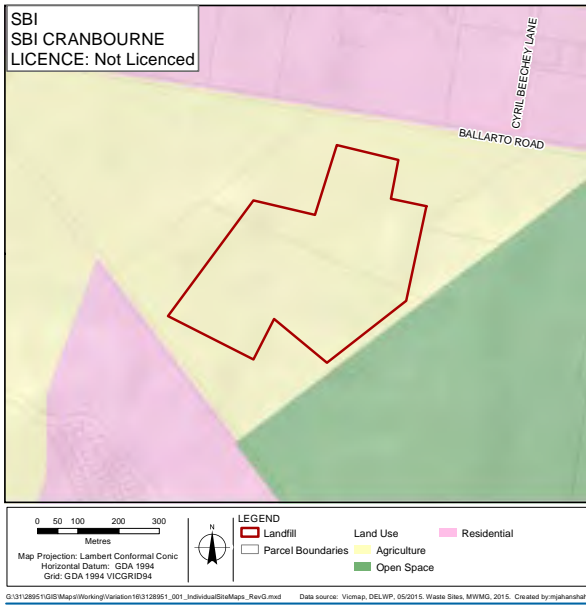 SBI
SBI CRANBOURNE
LICENCE: Not Licenced
CYRIL BEECHEY LANE
BALLARTO ROAD
0 50 100 200 300
Metres
Map Projection: Lambert Conformal Conic
Horizontal Datum: GDA 1994
Grid: GDA 1994 VICGRID94
N
LEGEND
Landfill
Parcel Boundaries
Land Use
Agriculture
Open Space
Residential
G:\31\28951\GIS\Maps\Working\Variation16\3128951_001_IndividualSiteMaps_RevG.mxd
Data source: Vicmap, DELWP, 05/2015. Waste Sites, MWMG, 2015. Created by:mjahanshahi